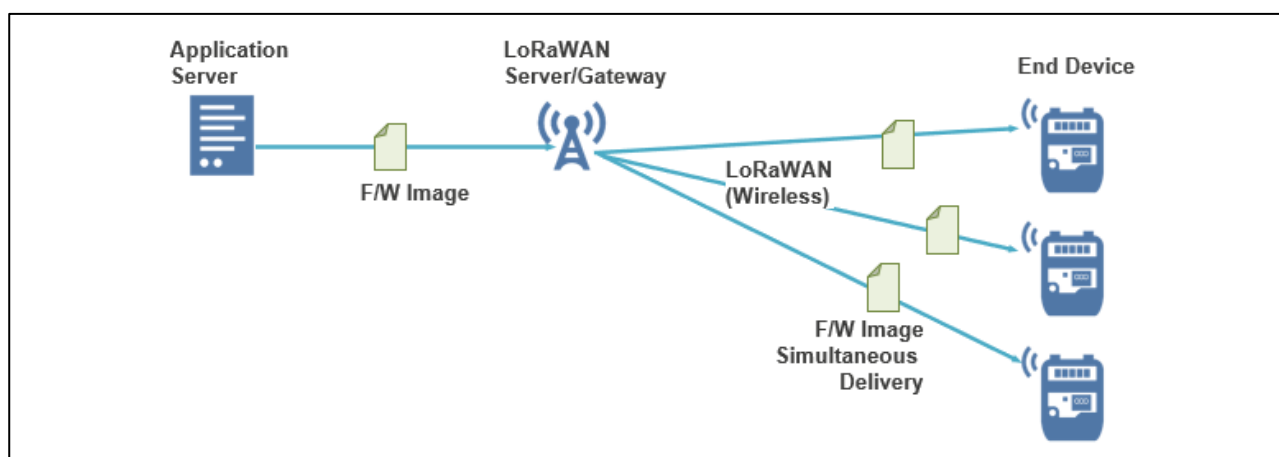 Application
Server
LoRaWAN
Server/Gateway
End Device
F/W Image
LoRaWAN
(Wireless)
F/W Image
Simultaneous
Delivery